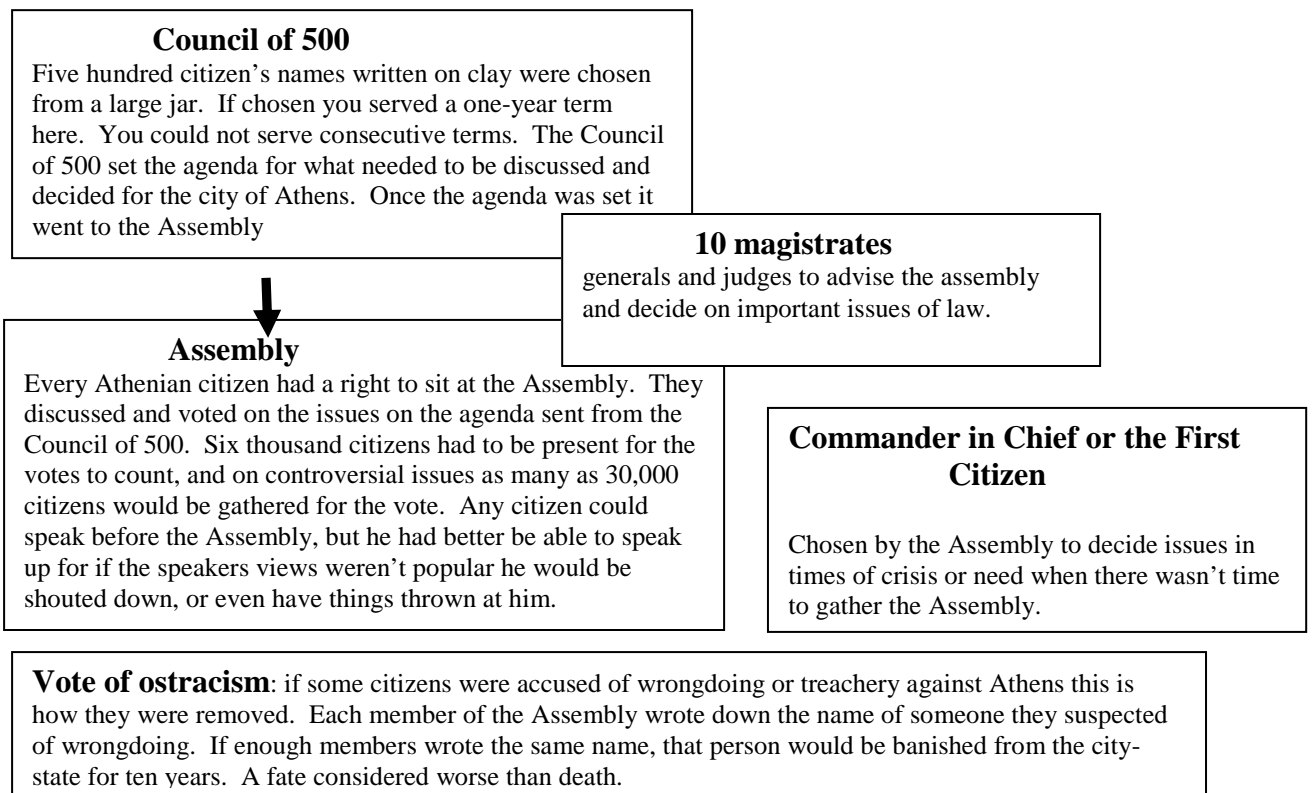 Council of 500
Five hundred citizen's names written on clay were chosen
from a large jar.  If chosen you served a one-year term
here.  You could not serve consecutive terms.  The Council
of 500 set the agenda for what needed to be discussed and
decided for the city of Athens.  Once the agenda was set it
went to the Assembly
10 magistrates
generals and judges to advise the assembly
and decide on important issues of law.
Assembly
Every Athenian citizen had a right to sit at the Assembly.  They
discussed and voted on the issues on the agenda sent from the
Council of 500.  Six thousand citizens had to be present for the
votes to count, and on controversial issues as many as 30,000
citizens would be gathered for the vote.  Any citizen could
speak before the Assembly, but he had better be able to speak
up for if the speakers views weren't popular he would be
shouted down, or even have things thrown at him.
Commander in Chief or the First
Citizen
Chosen by the Assembly to decide issues in
times of crisis or need when there wasn't time
to gather the Assembly.
Vote of ostracism: if some citizens were accused of wrongdoing or treachery against Athens this is
how they were removed.  Each member of the Assembly wrote down the name of someone they suspected
of wrongdoing.  If enough members wrote the same name, that person would be banished from the city-
state for ten years.  A fate considered worse than death.